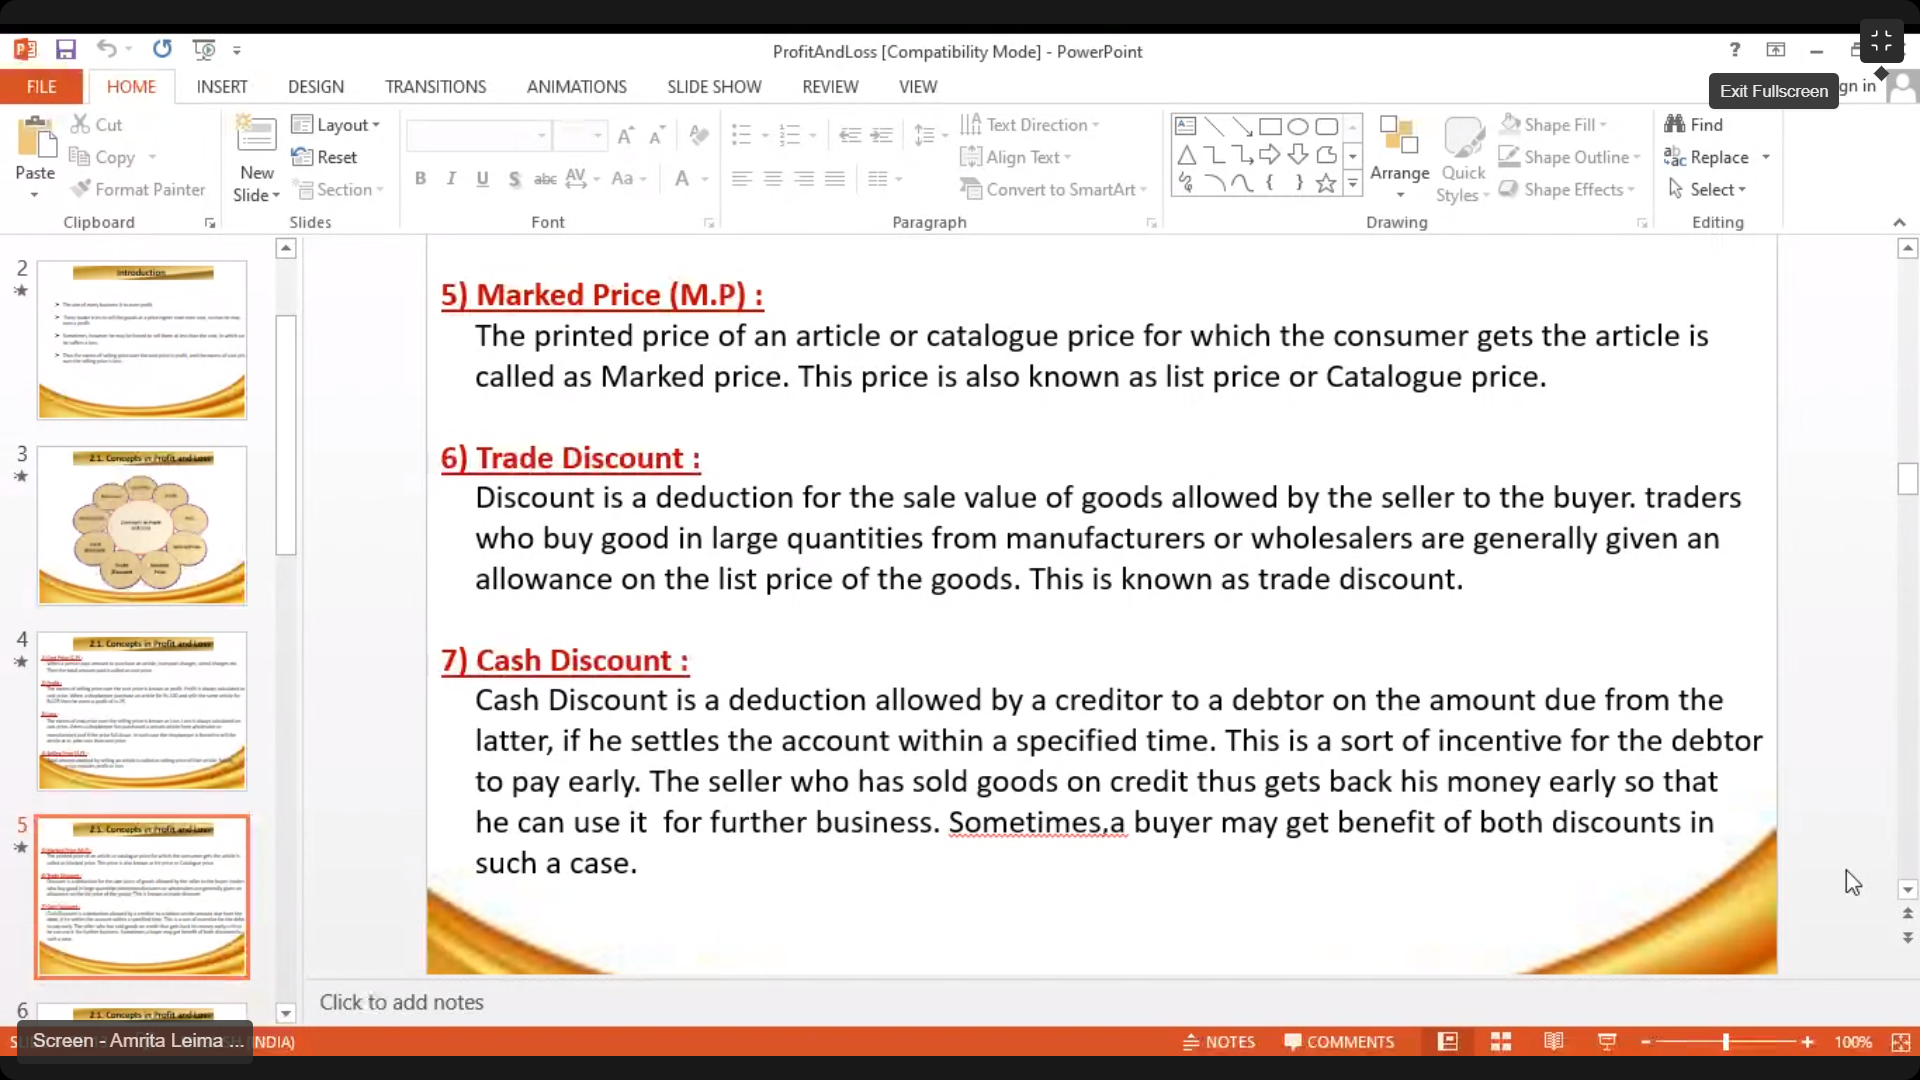 ProfitAndLoss [Compatibility Mode] - PowerPoint
Exit Fullscreen
gn in
FILE HOME INSERT DESIGN TRANSITIONS ANIMATIONS SLIDE SHOW REVIEW VIEW
Paste
Cut
Copy
Format Painter
Clipboard
New
Slide
Layout
Reset
Section
Slides
Font
Text Direction
Align Text
Convert to SmartArt
Paragraph
Arrange
Quick
Styles
Shape Fill
Shape Outline
Shape Effects
Drawing
Find
Replace
Select
Editing
2
Introduction
3
2.1. Concepts in Profit and Loss
4
2.1. Concepts in Profit and Loss
5
2.1. Concepts in Profit and Loss
6
2.1. Concepts in Profit and Loss
5) Marked Price (M.P) :
The printed price of an article or catalogue price for which the consumer gets the article is
called as Marked price. This price is also known as list price or Catalogue price.
6) Trade Discount :
Discount is a deduction for the sale value of goods allowed by the seller to the buyer. traders
who buy good in large quantities from manufacturers or wholesalers are generally given an
allowance on the list price of the goods. This is known as trade discount.
7) Cash Discount :
Cash Discount is a deduction allowed by a creditor to a debtor on the amount due from the
latter, if he settles the account within a specified time. This is a sort of incentive for the debtor
to pay early. The seller who has sold goods on credit thus gets back his money early so that
he can use it  for further business. Sometimes,a buyer may get benefit of both discounts in
such a case.
Click to add notes
Screen - Amrita Leima ...
NDIA)
NOTES
COMMENTS
100%